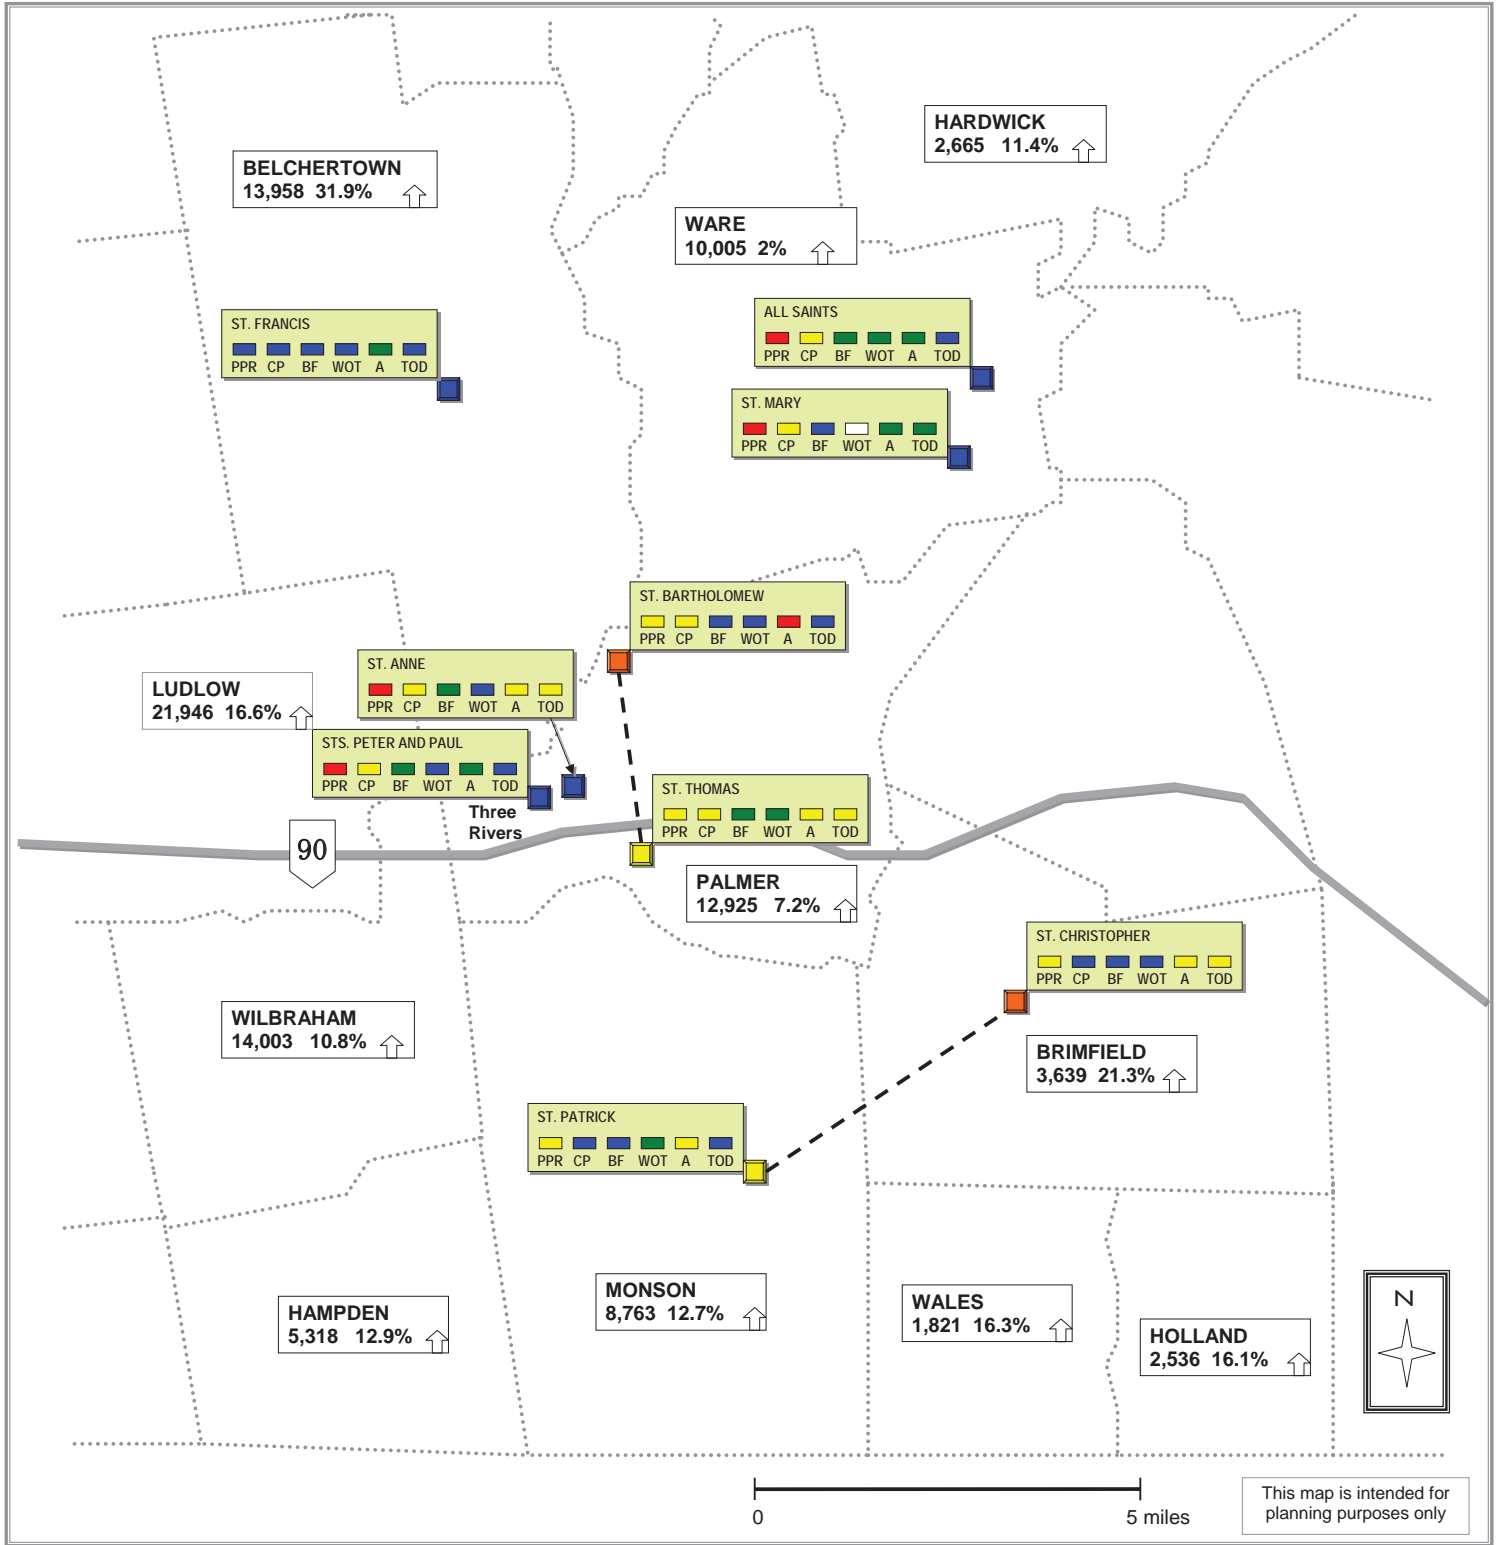 HARDWICK
2,665 11.4%
BELCHERTOWN
13,958 31.9%
WARE
10,005 2%
ST. FRANCIS
PPR CP BF WOT A TOD
ALL SAINTS
PPR CP BF WOT A TOD
ST. MARY
PPR CP BF WOT A TOD
ST. BARTHOLOMEW
PPR CP BF WOT A TOD
ST. ANNE
PPR CP BF WOT A TOD
LUDLOW
21,946 16.6%
STS. PETER AND PAUL
PPR CP BF WOT A TOD
Three
Rivers
ST. THOMAS
PPR CP BF WOT A TOD
90
PALMER
12,925 7.2%
ST. CHRISTOPHER
PPR CP BF WOT A TOD
WILBRAHAM
14,003 10.8%
BRIMFIELD
3,639 21.3%
ST. PATRICK
PPR CP BF WOT A TOD
HAMPDEN
5,318 12.9%
MONSON
8,763 12.7%
WALES
1,821 16.3%
HOLLAND
2,536 16.1%
N
0 5 miles
This map is intended for
planning purposes only